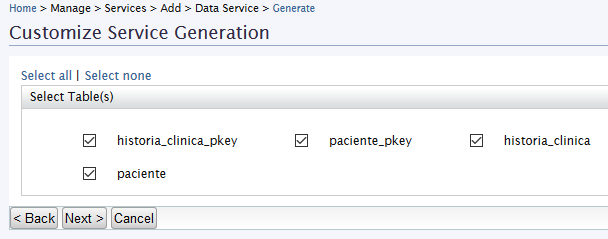 Home > Manage > Services > Add > Data Service > Generate
Customize Service Generation
Select all | Select none
Select Table(s)
historia_clinica_pkey paciente_pkey historia_clinica
paciente
< Back Next > Cancel